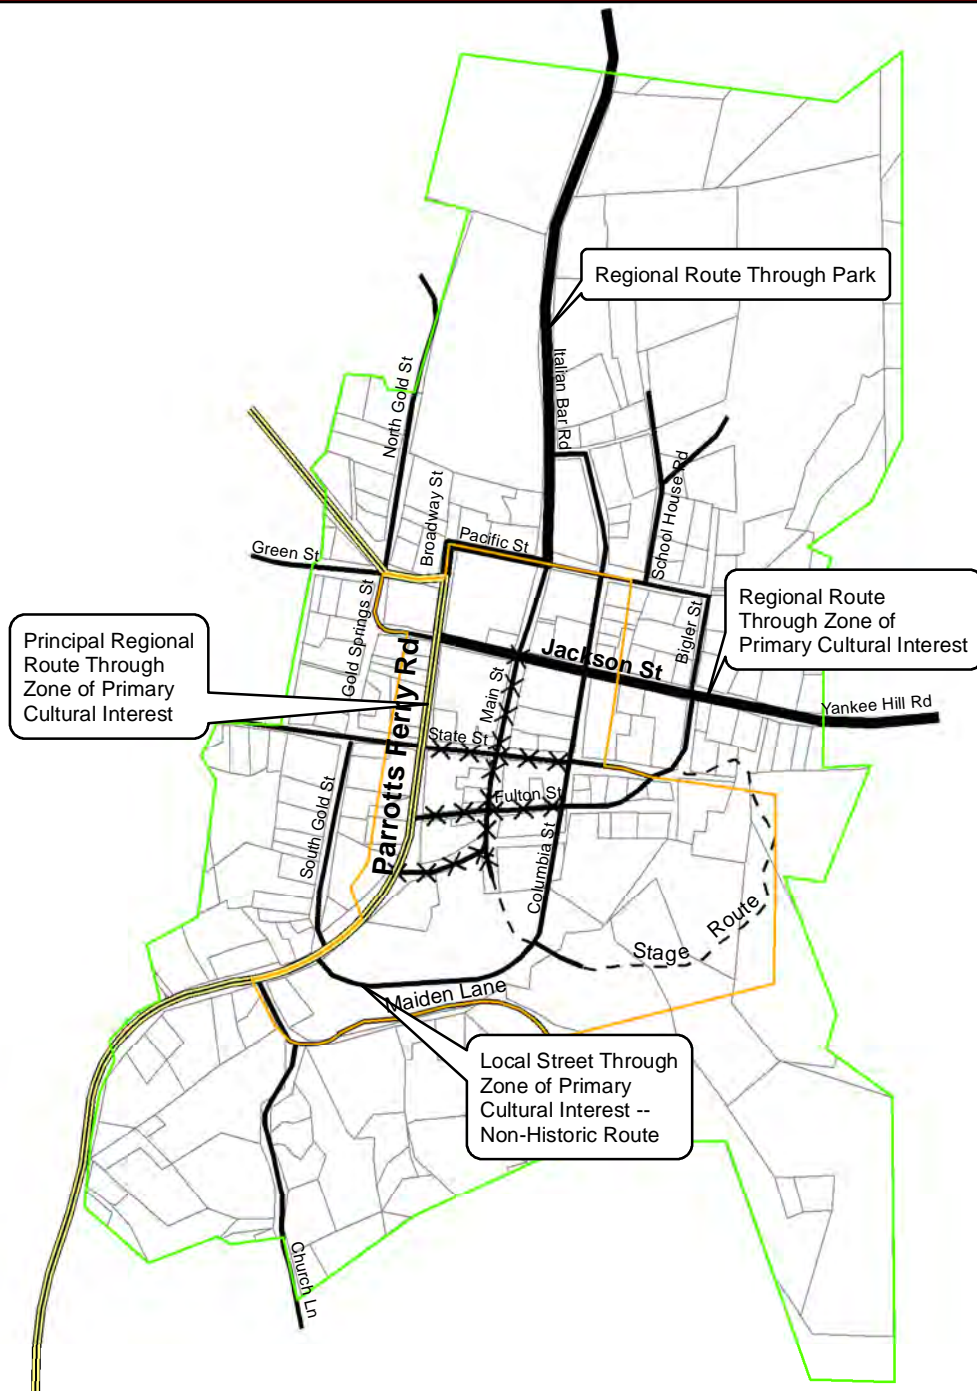 Regional Route Through Park
Italian Bar Rd
North Gold St
School House Rd
Broadway St
Pacific St
Green St
Gold Springs St
Bigler St
Regional Route
Through Zone of
Primary Cultural Interest
Principal Regional
Route Through
Zone of Primary
Cultural Interest
Jackson St
Parrotts Ferry Rd
Main St
Yankee Hill Rd
State St
South Gold St
Fulton St
Columbia St
Stage Route
Maiden Lane
Local Street Through
Zone of Primary
Cultural Interest --
Non-Historic Route
Church Ln